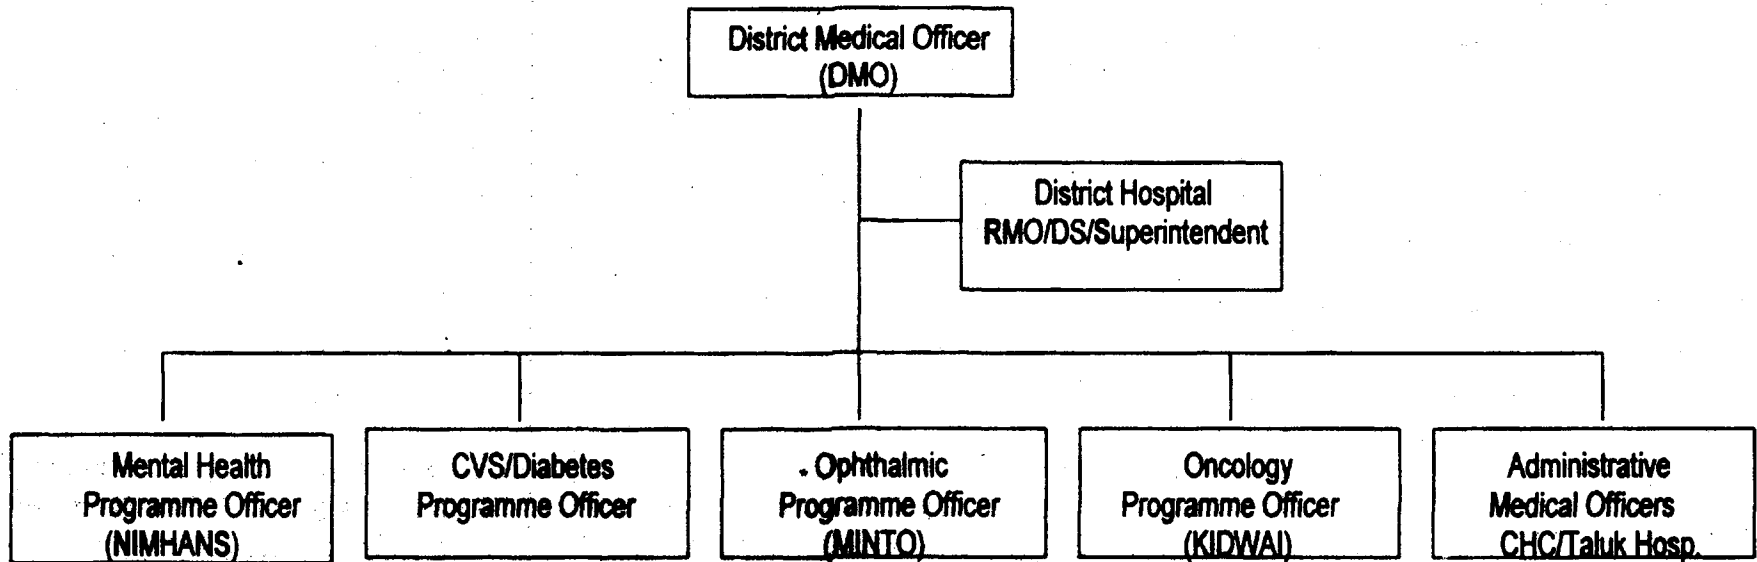 District Medical Officer
(DMO)
District Hospital
RMO/DS/Superintendent
Mental Health
Programme Officer
(NIMHANS)
CVS/Diabetes
Programme Officer
Ophthalmic
Programme Officer
(MINTO)
Oncology
Programme Officer
(KIDWAI)
Administrative
Medical Officers
CHC/Taluk Hosp.